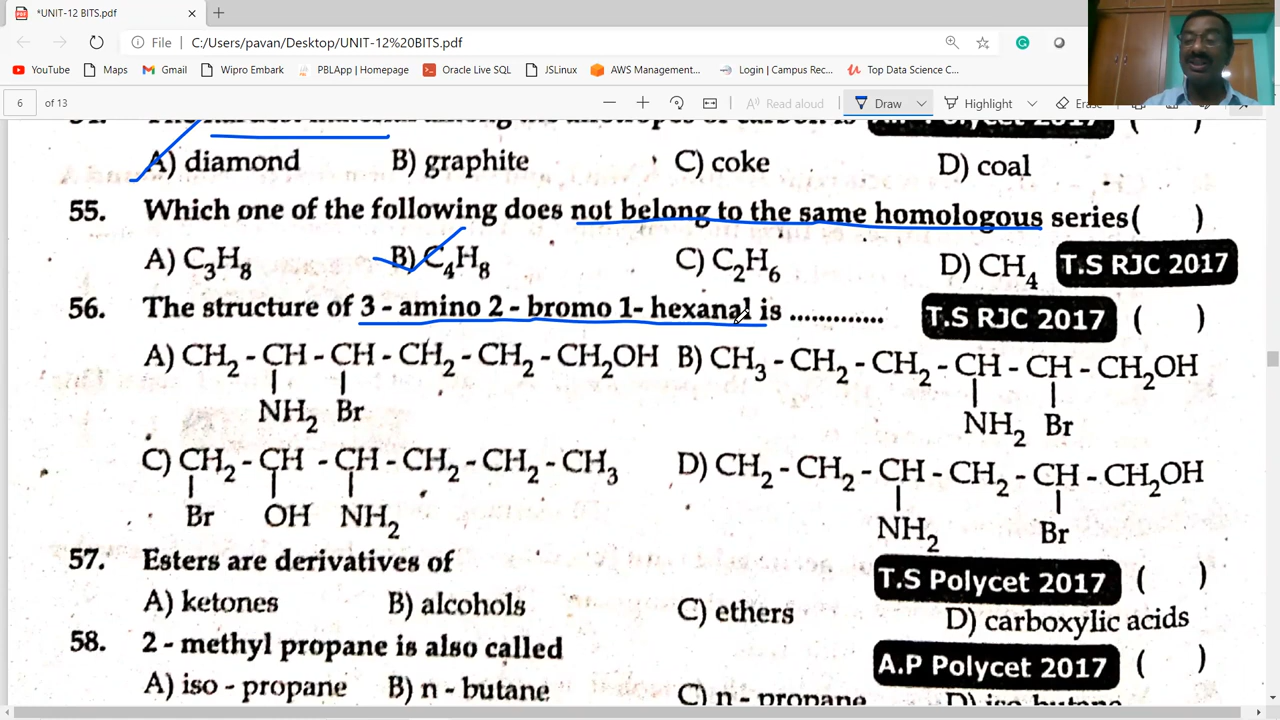 *UNIT-12 BITS.pdf
File | C:/Users/pavan/Desktop/UNIT-12%20BITS.pdf
YouTube Maps Gmail Wipro Embark PBLApp | Homepage Oracle Live SQL JSLinux AWS Management... Login | Campus Rec... Top Data Science C...
6 of 13 Read aloud Draw Highlight Erase
A) diamond B) graphite C) coke D) coal
55. Which one of the following does not belong to the same homologous series ( )
A) C₃H₈ B) C₄H₈ C) C₂H₆ D) CH₄ T.S RJC 2017
56. The structure of 3 - amino 2 - bromo 1- hexanal is ............. T.S RJC 2017 ( )
A) CH₂ - CH - CH - CH₂ - CH₂ - CH₂OH B) CH₃ - CH₂ - CH₂ - CH - CH - CH₂OH
NH₂ Br NH₂ Br
C) CH₂ - CH - CH - CH₂ - CH₂ - CH₃ D) CH₂ - CH₂ - CH - CH₂ - CH - CH₂OH
Br OH NH₂ NH₂ Br
57. Esters are derivatives of T.S Polycet 2017 ( )
A) ketones B) alcohols C) ethers D) carboxylic acids
58. 2 - methyl propane is also called A.P Polycet 2017 ( )
A) iso - propane B) n - butane C) n - propane